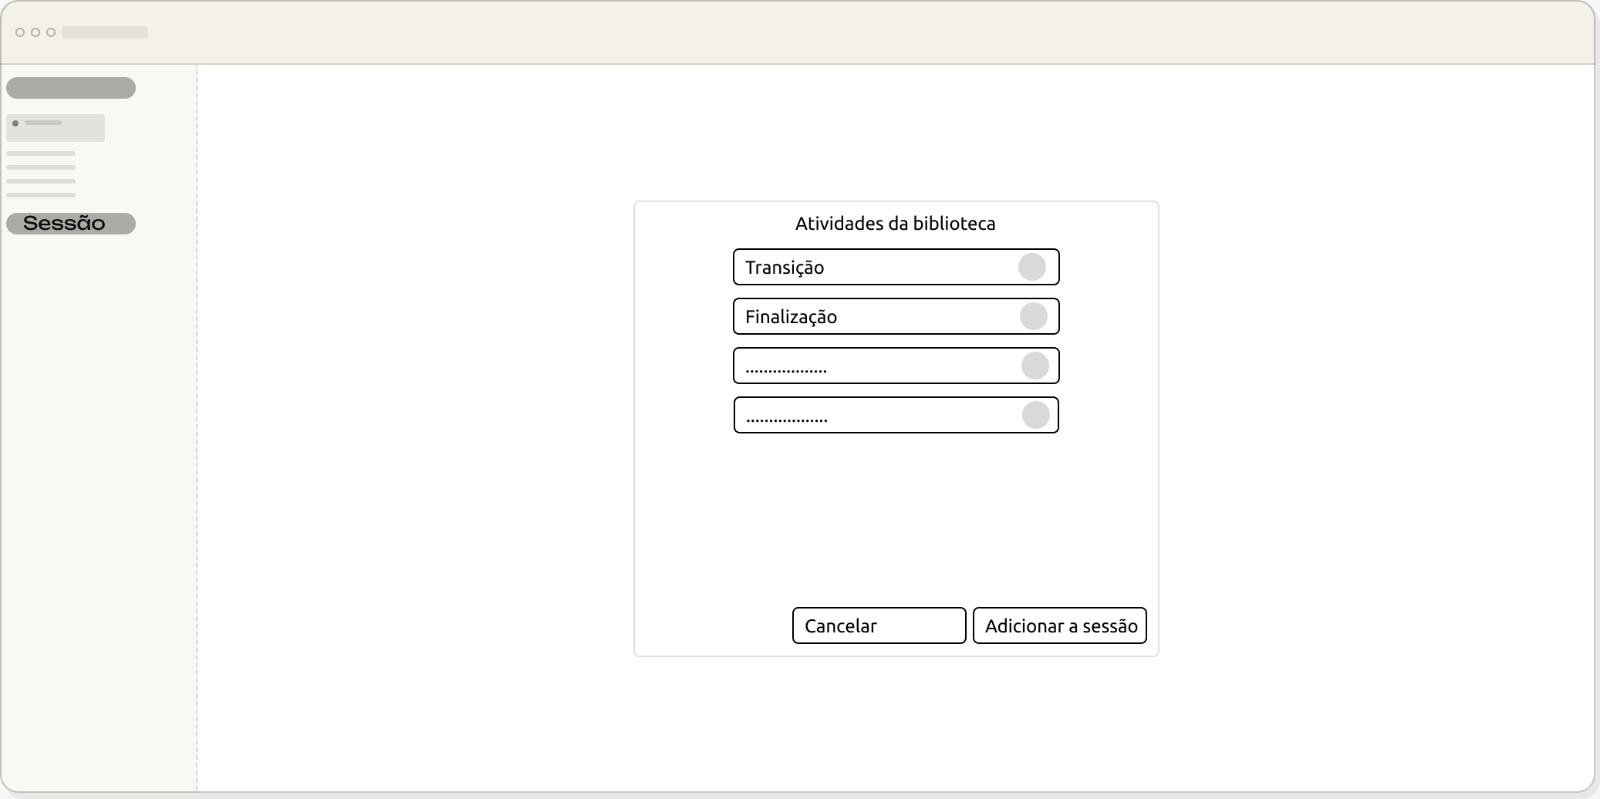 Sessão
Atividades da biblioteca
Transição
Finalização
..................
..................
Cancelar
Adicionar a sessão